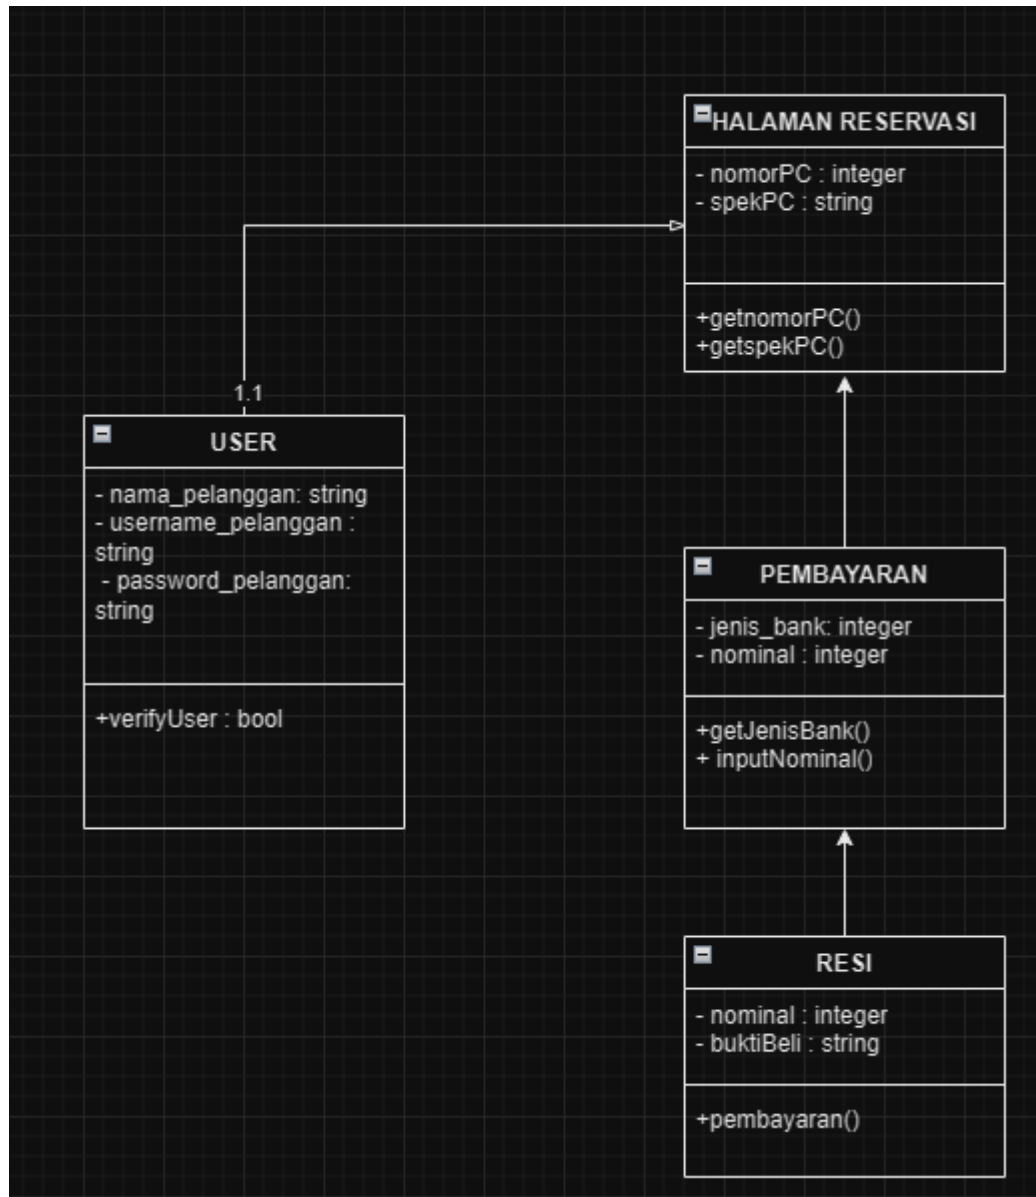 HALAMAN RESERVASI
- nomorPC : integer
- spekPC : string
+getnomorPC()
+getspekPC()
1.1
USER
- nama_pelanggan: string
- username_pelanggan :
string
- password_pelanggan:
string
+verifyUser : bool
PEMBAYARAN
- jenis_bank: integer
- nominal : integer
+getJenisBank()
+ inputNominal()
RESI
- nominal : integer
- buktiBeli : string
+pembayaran()